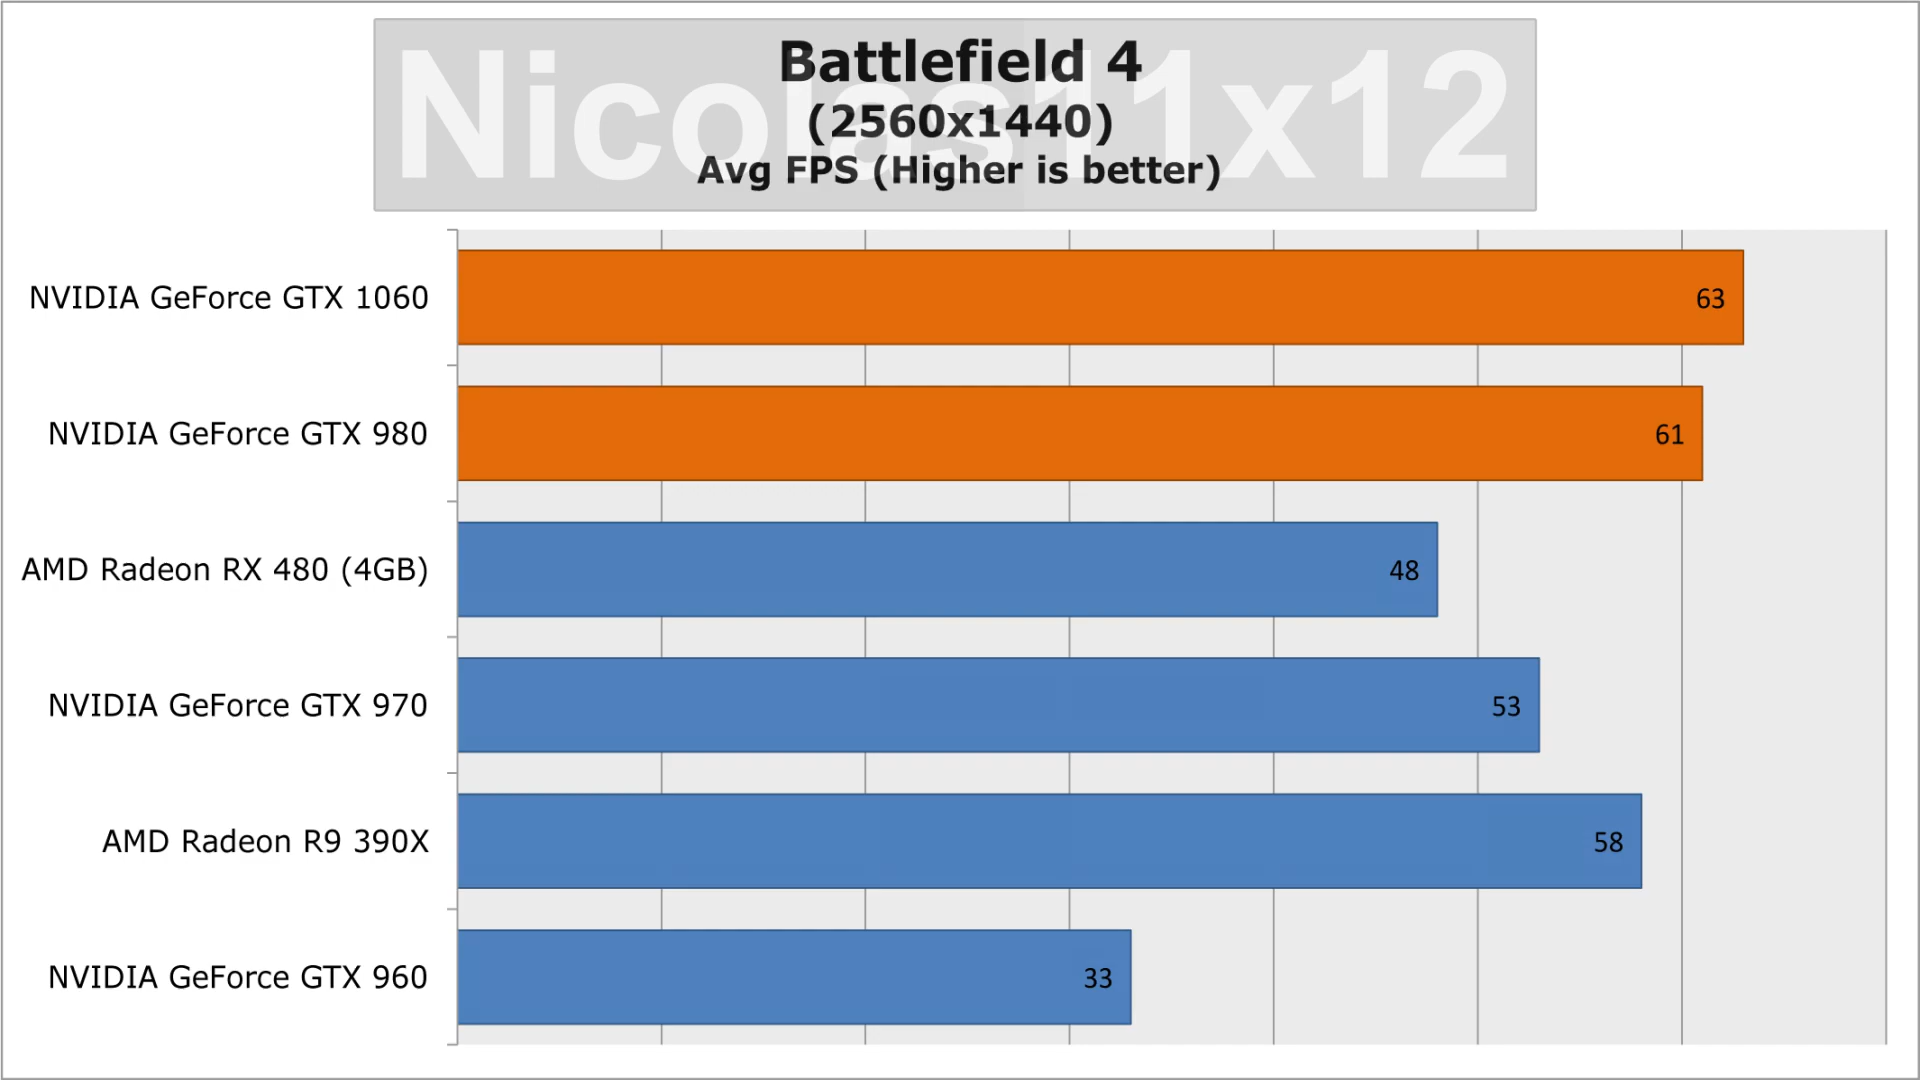 Nicolas11x12
Battlefield 4
(2560x1440)
Avg FPS (Higher is better)
NVIDIA GeForce GTX 1060
63
NVIDIA GeForce GTX 980
61
AMD Radeon RX 480 (4GB)
48
NVIDIA GeForce GTX 970
53
AMD Radeon R9 390X
58
NVIDIA GeForce GTX 960
33